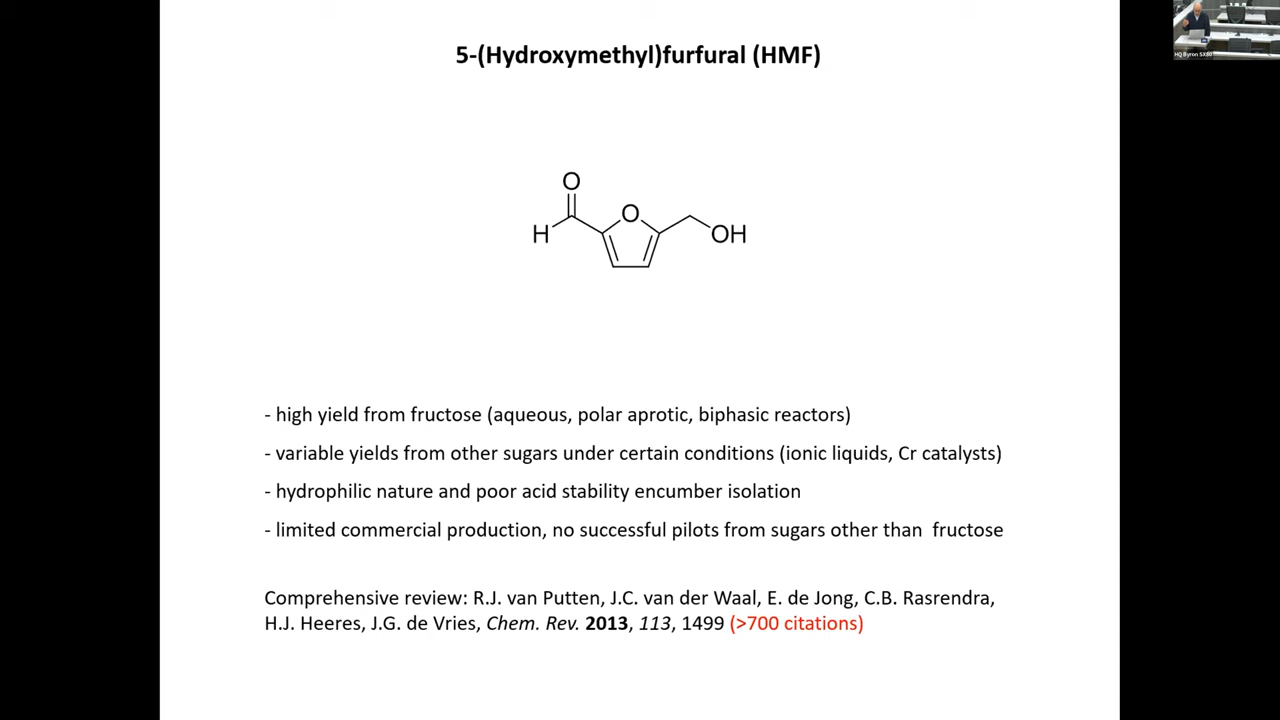 5-(Hydroxymethyl)furfural (HMF)
O
O
H
OH
- high yield from fructose (aqueous, polar aprotic, biphasic reactors)
- variable yields from other sugars under certain conditions (ionic liquids, Cr catalysts)
- hydrophilic nature and poor acid stability encumber isolation
- limited commercial production, no successful pilots from sugars other than  fructose
Comprehensive review: R.J. van Putten, J.C. van der Waal, E. de Jong, C.B. Rasrendra,
H.J. Heeres, J.G. de Vries, Chem. Rev. 2013, 113, 1499 (>700 citations)